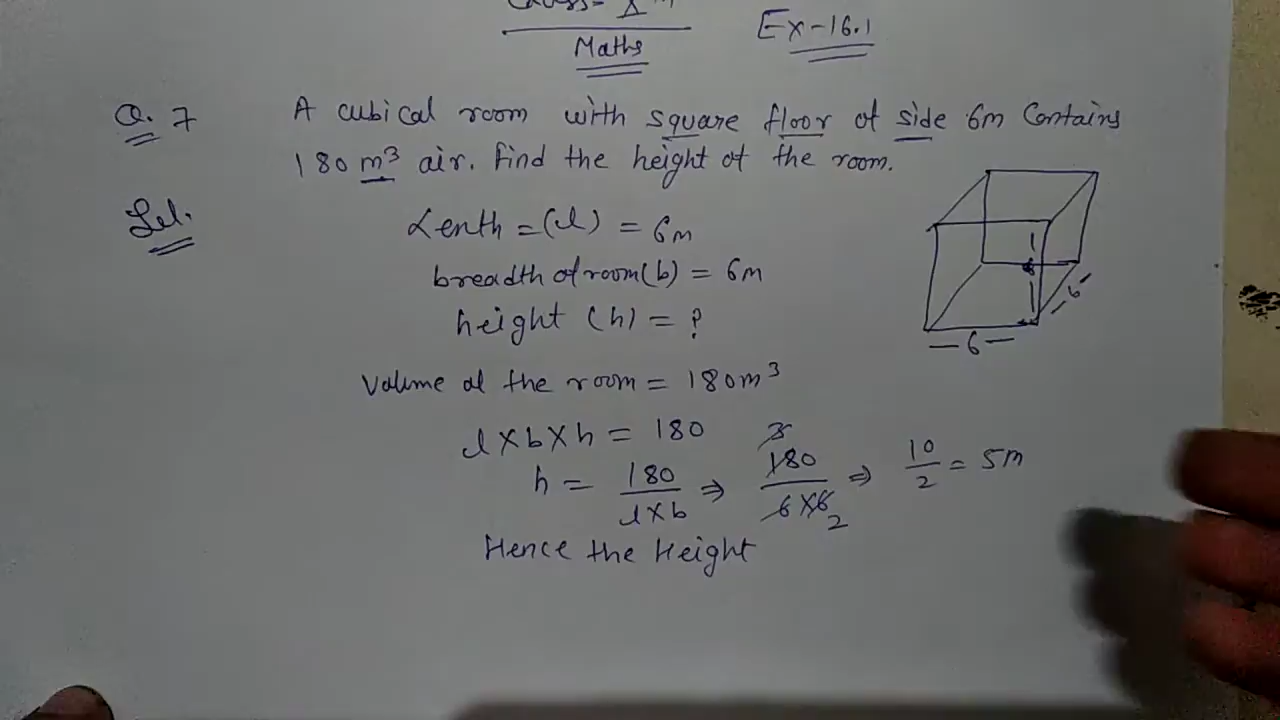 Maths
Ex-16.1
Q. 7 A cubical room with square floor of side 6m Contains
180 m³ air. Find the height of the room.
Sol. Lenth = (l) = 6m
breadth of room (b) = 6m
height (h) = ?
6
6
Volume of the room = 180m³
l×b×h = 180
h = 180/l×b ⇒ 180/6×6 ⇒ 10/2 = 5m
3
2
Hence the Height